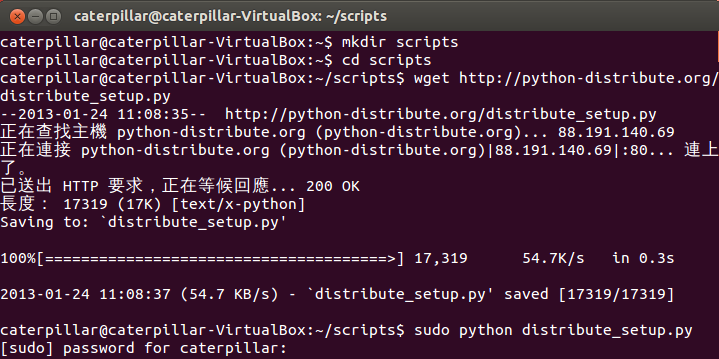 caterpillar@caterpillar-VirtualBox: ~/scripts
caterpillar@caterpillar-VirtualBox:~$ mkdir scripts
caterpillar@caterpillar-VirtualBox:~$ cd scripts
caterpillar@caterpillar-VirtualBox:~/scripts$ wget http://python-distribute.org/
distribute_setup.py
--2013-01-24 11:08:35--  http://python-distribute.org/distribute_setup.py
正在查找主機 python-distribute.org (python-distribute.org)... 88.191.140.69
正在連接 python-distribute.org (python-distribute.org)|88.191.140.69|:80... 連上
了。
已送出 HTTP 要求，正在等候回應... 200 OK
長度： 17319 (17K) [text/x-python]
Saving to: `distribute_setup.py'
100%[======================================>] 17,319      54.7K/s   in 0.3s
2013-01-24 11:08:37 (54.7 KB/s) - `distribute_setup.py' saved [17319/17319]
caterpillar@caterpillar-VirtualBox:~/scripts$ sudo python distribute_setup.py
[sudo] password for caterpillar: